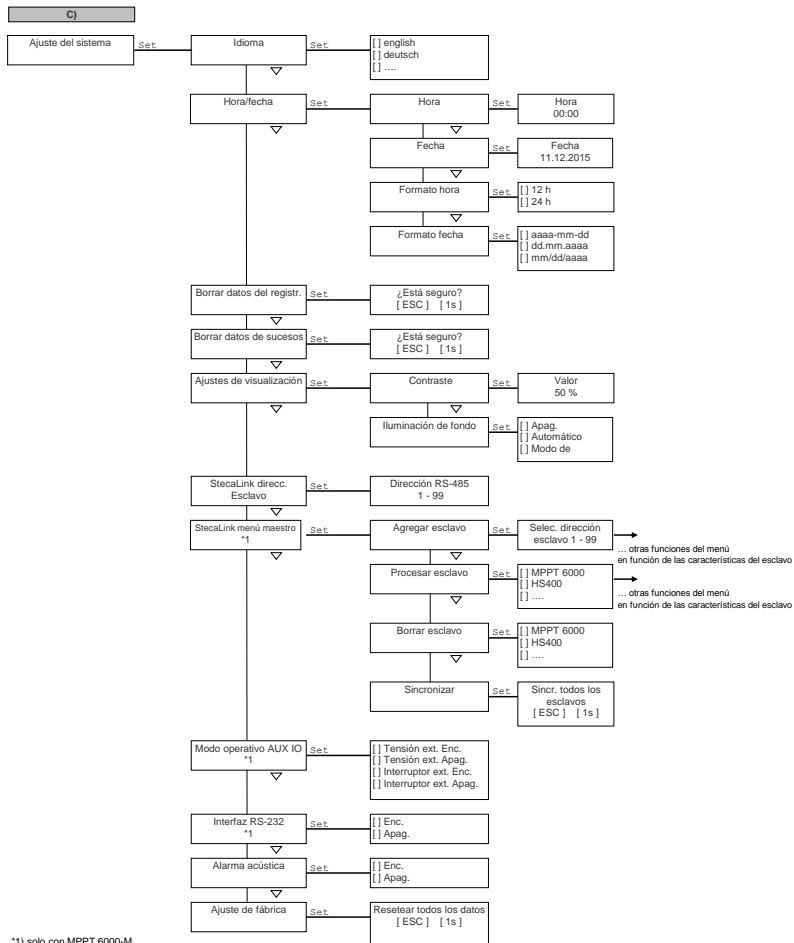 C)
Ajuste del sistema
Set
Idioma
Set
[ ] english
[ ] deutsch
[ ] ....
Hora/fecha
Set
Hora
Set
Hora
00:00
Fecha
Set
Fecha
11.12.2015
Formato hora
Set
[ ] 12 h
[ ] 24 h
Formato fecha
Set
[ ] aaaa-mm-dd
[ ] dd.mm.aaaa
[ ] mm/dd/aaaa
Borrar datos del registr.
Set
¿Está seguro?
[ ESC ] [ 1s ]
Borrar datos de sucesos
Set
¿Está seguro?
[ ESC ] [ 1s ]
Ajustes de visualización
Set
Contraste
Set
Valor
50 %
Iluminación de fondo
Set
[ ] Apag.
[ ] Automático
[ ] Modo de
StecaLink direcc.
Esclavo
Set
Dirección RS-485
1 - 99
StecaLink menú maestro
*1
Set
Agregar esclavo
Set
Selec. dirección
esclavo 1 - 99
… otras funciones del menú
en función de las características del esclavo
Procesar esclavo
Set
[ ] MPPT 6000
[ ] HS400
[ ] ....
… otras funciones del menú
en función de las características del esclavo
Borrar esclavo
Set
[ ] MPPT 6000
[ ] HS400
[ ] ....
Sincronizar
Set
Sincr. todos los
esclavos
[ ESC ] [ 1s ]
Modo operativo AUX IO
*1
Set
[ ] Tensión ext. Enc.
[ ] Tensión ext. Apag.
[ ] Interruptor ext. Enc.
[ ] Interruptor ext. Apag.
Interfaz RS-232
*1
Set
[ ] Enc.
[ ] Apag.
Alarma acústica
Set
[ ] Enc.
[ ] Apag.
Ajuste de fábrica
Set
Resetear todos los datos
[ ESC ] [ 1s ]
*1) solo con MPPT 6000-M